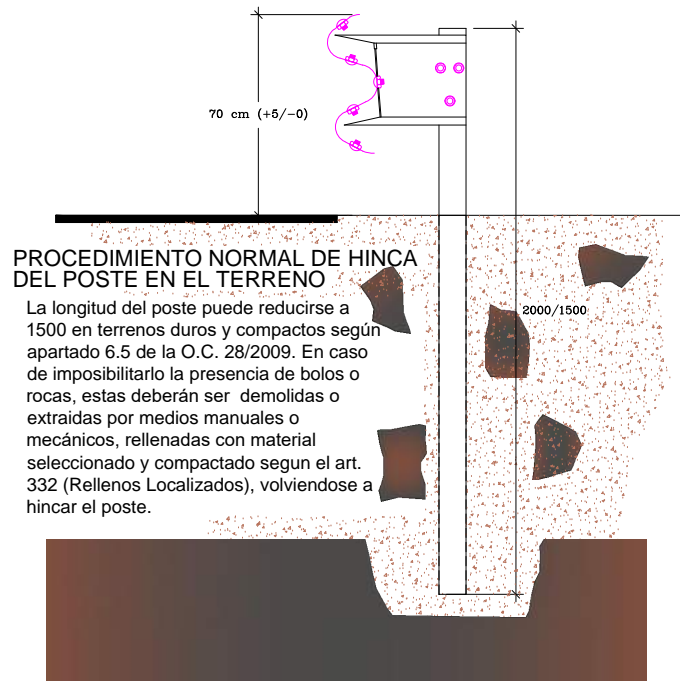 70 cm (+5/-0)
PROCEDIMIENTO NORMAL DE HINCA
DEL POSTE EN EL TERRENO
La longitud del poste puede reducirse a
1500 en terrenos duros y compactos según
apartado 6.5 de la O.C. 28/2009. En caso
de imposibilitarlo la presencia de bolos o
rocas, estas deberán ser demolidas o
extraidas por medios manuales o
mecánicos, rellenadas con material
seleccionado y compactado segun el art.
332 (Rellenos Localizados), volviendose a
hincar el poste.
2000/1500